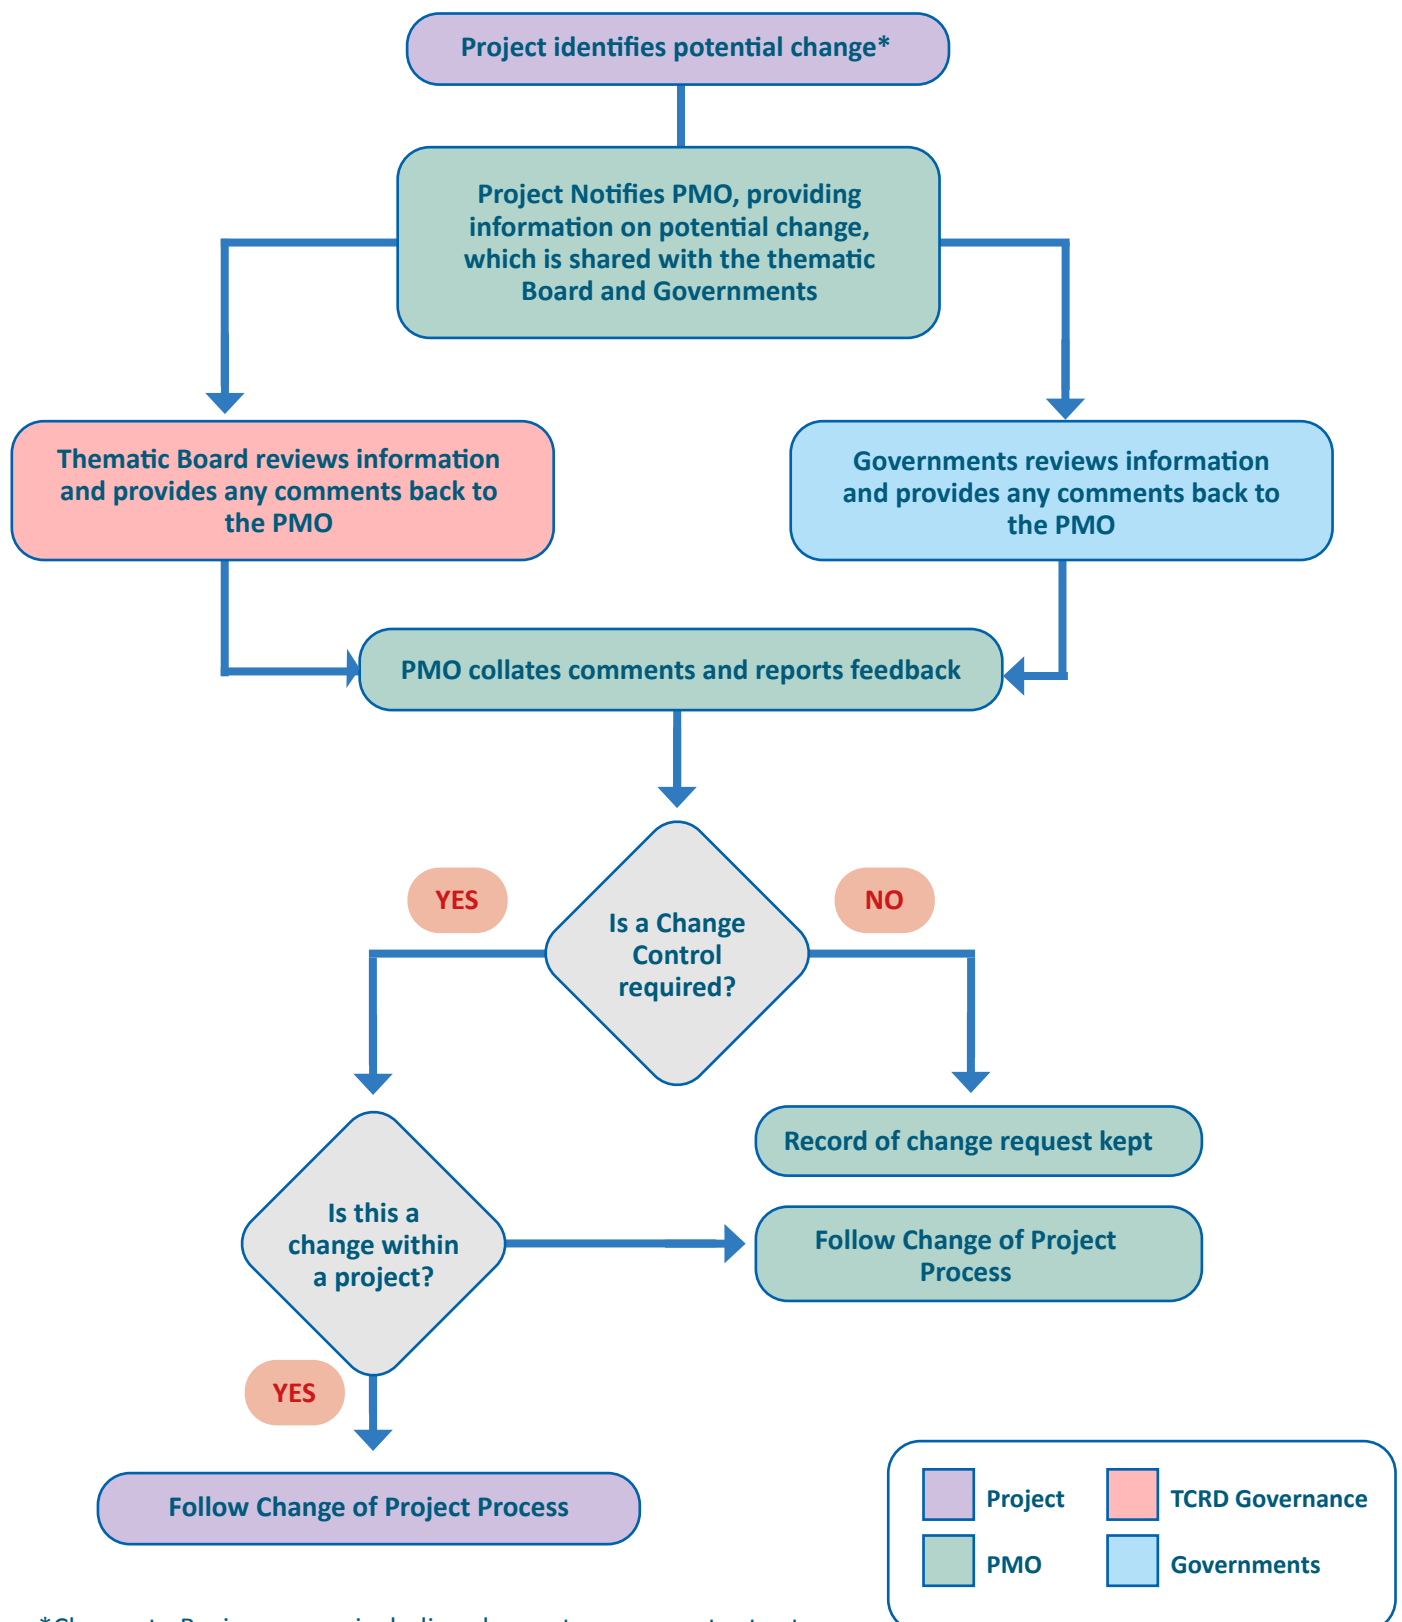 Project identifies potential change*
Project Notifies PMO, providing
information on potential change,
which is shared with the thematic
Board and Governments
Thematic Board reviews information
and provides any comments back to
the PMO
Governments reviews information
and provides any comments back to
the PMO
PMO collates comments and reports feedback
YES
NO
Is a Change
Control
required?
Record of change request kept
Is this a
change within
a project?
Follow Change of Project
Process
YES
Follow Change of Project Process
Project
TCRD Governance
PMO
Governments